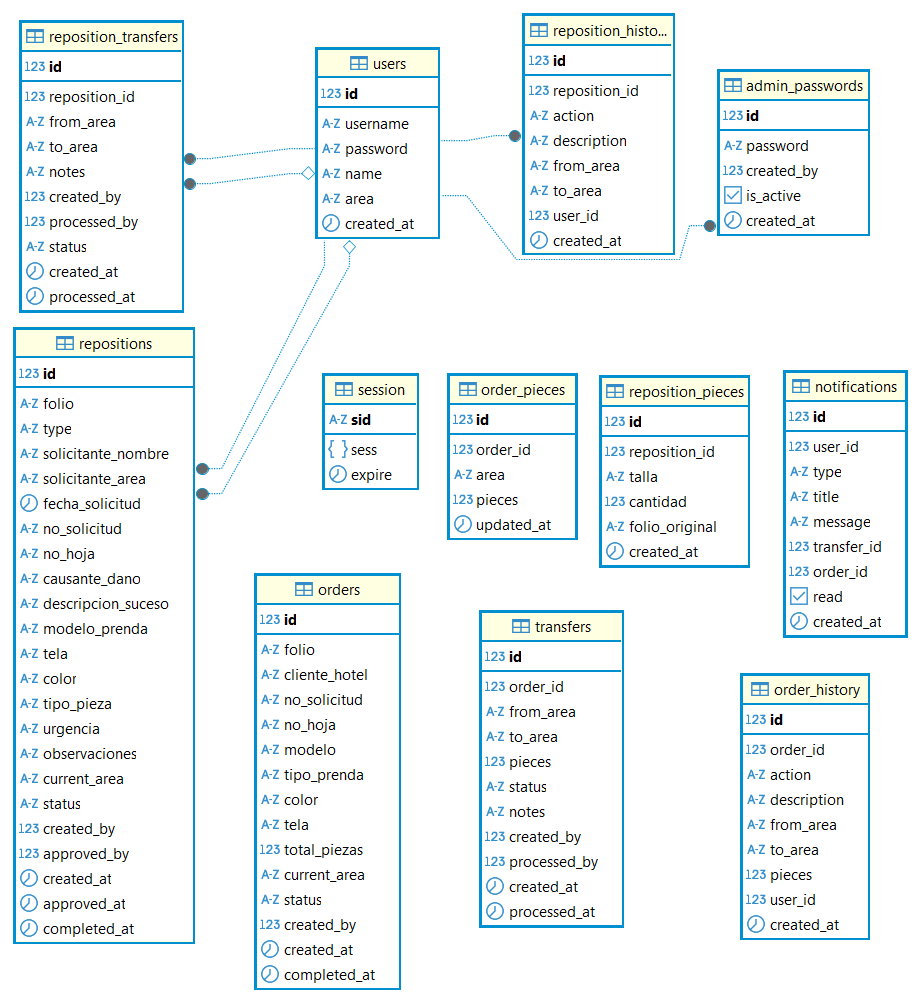 reposition_transfers
123 id
123 reposition_id
A-Z from_area
A-Z to_area
A-Z notes
123 created_by
123 processed_by
A-Z status
created_at
processed_at
users
123 id
A-Z username
A-Z password
A-Z name
A-Z area
created_at
reposition_histo...
123 id
123 reposition_id
A-Z action
A-Z description
A-Z from_area
A-Z to_area
123 user_id
created_at
admin_passwords
123 id
A-Z password
123 created_by
is_active
created_at
repositions
123 id
A-Z folio
A-Z type
A-Z solicitante_nombre
A-Z solicitante_area
fecha_solicitud
A-Z no_solicitud
A-Z no_hoja
A-Z causante_dano
A-Z descripcion_suceso
A-Z modelo_prenda
A-Z tela
A-Z color
A-Z tipo_pieza
A-Z urgencia
A-Z observaciones
A-Z current_area
A-Z status
123 created_by
123 approved_by
created_at
approved_at
completed_at
session
A-Z sid
{ } sess
expire
order_pieces
123 id
123 order_id
A-Z area
123 pieces
updated_at
reposition_pieces
123 id
123 reposition_id
A-Z talla
123 cantidad
A-Z folio_original
created_at
notifications
123 id
123 user_id
A-Z type
A-Z title
A-Z message
123 transfer_id
123 order_id
read
created_at
orders
123 id
A-Z folio
A-Z cliente_hotel
A-Z no_solicitud
A-Z no_hoja
A-Z modelo
A-Z tipo_prenda
A-Z color
A-Z tela
123 total_piezas
A-Z current_area
A-Z status
123 created_by
created_at
completed_at
transfers
123 id
123 order_id
A-Z from_area
A-Z to_area
123 pieces
A-Z status
A-Z notes
123 created_by
123 processed_by
created_at
processed_at
order_history
123 id
123 order_id
A-Z action
A-Z description
A-Z from_area
A-Z to_area
123 pieces
123 user_id
created_at